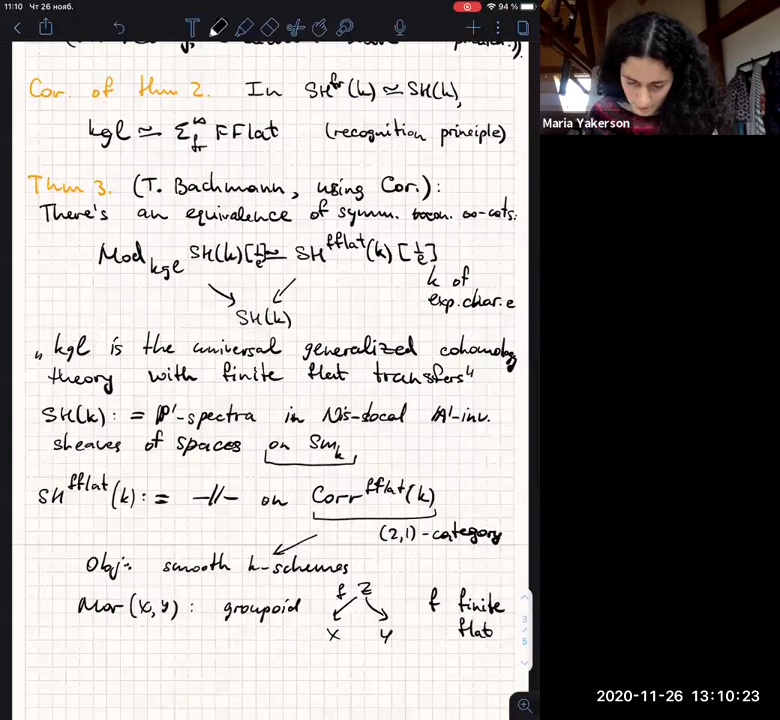 11:10 Чт 26 нояб.
94 %
Maria Yakerson
Cor. of thm 2. In SH^fr(k) ≃ SH(k),
kgl ≃ Σ^∞_fr FFlat (recognition principle)
Thm 3. (T. Bachmann, using Cor.):
There's an equivalence of symm. mon. ∞-cats:
Mod_kgl SH(k)[1/e] ≃ SH^fflat(k)[1/e]
k of
exp. char. e
SH(k)
„kgl is the universal generalized cohomology
theory with finite flat transfers"
SH(k) := P¹-spectra in Nis-local A¹-inv.
sheaves of spaces on Sm_k
SH^fflat(k) := —//— on Corr^fflat(k)
(2,1)-category
Obj: smooth k-schemes
Mor(X,Y): groupoid f Z f finite
X Y flat
3
/
5
2020-11-26 13:10:23